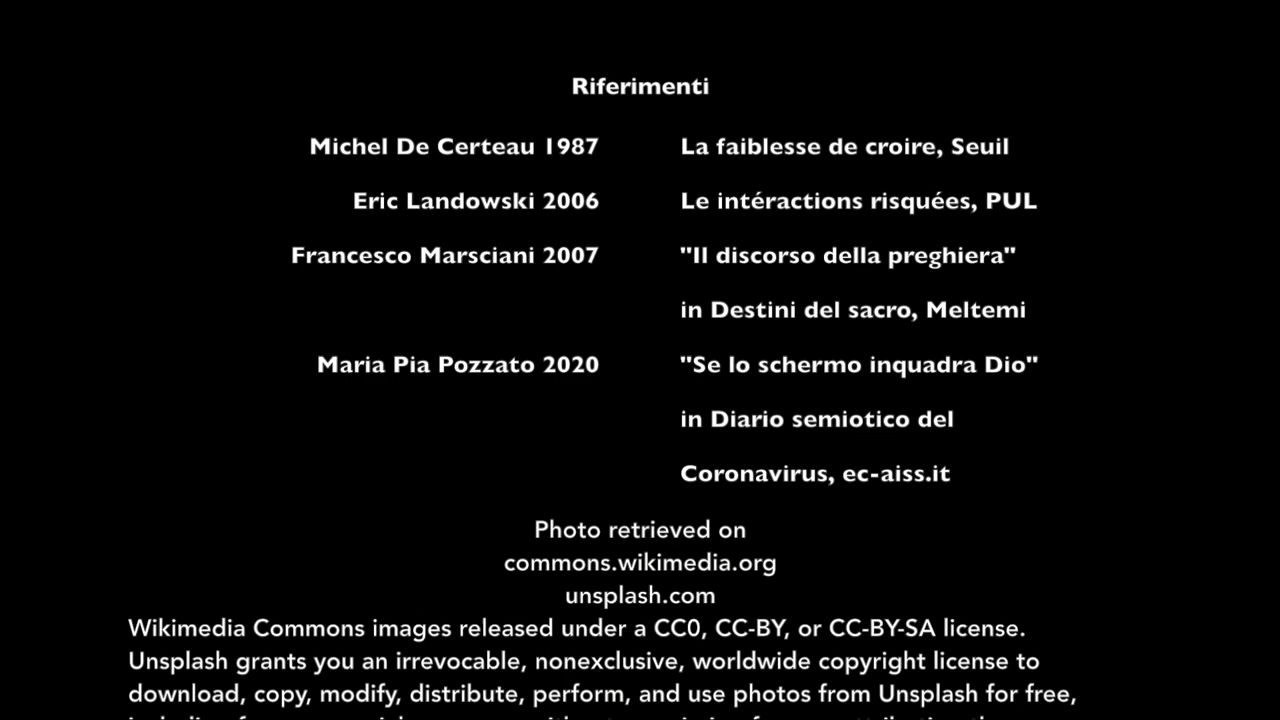 Riferimenti
Michel De Certeau 1987 La faiblesse de croire, Seuil
Eric Landowski 2006 Le intéractions risquées, PUL
Francesco Marsciani 2007 "Il discorso della preghiera"
in Destini del sacro, Meltemi
Maria Pia Pozzato 2020 "Se lo schermo inquadra Dio"
in Diario semiotico del
Coronavirus, ec-aiss.it
Photo retrieved on
commons.wikimedia.org
unsplash.com
Wikimedia Commons images released under a CC0, CC-BY, or CC-BY-SA license.
Unsplash grants you an irrevocable, nonexclusive, worldwide copyright license to
download, copy, modify, distribute, perform, and use photos from Unsplash for free,